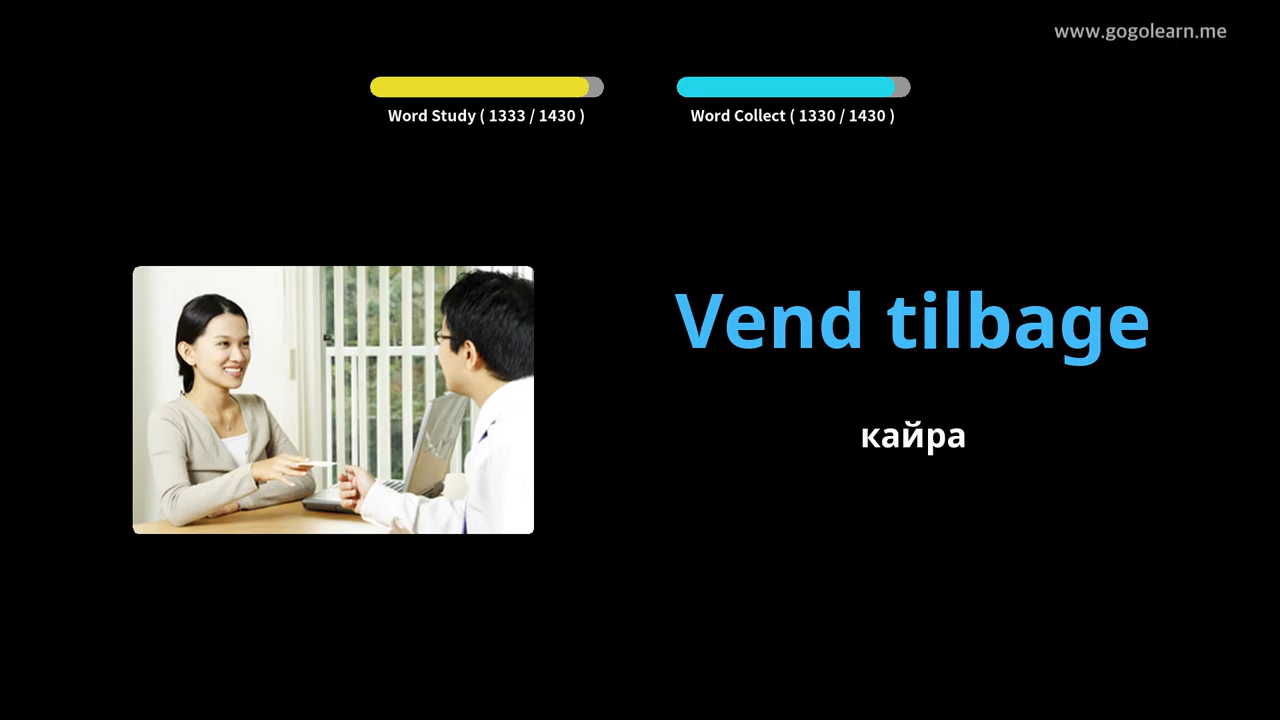 www.gogolearn.me
Word Study ( 1333 / 1430 )
Word Collect ( 1330 / 1430 )
Vend tilbage
кайра